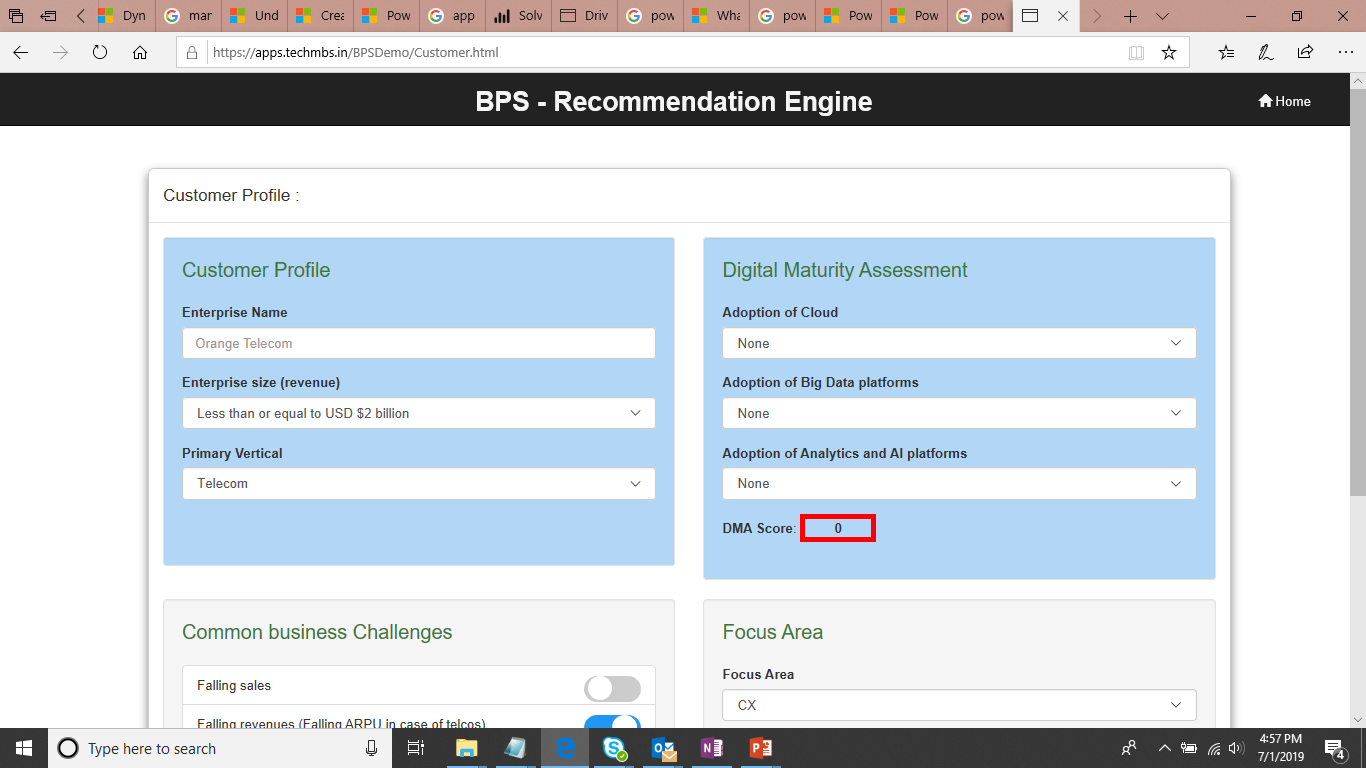 Dyn
mar
Und
Crea
Pow
app
Solv
Driv
pow
Wha
pow
Pow
Pow
pow
https://apps.techmbs.in/BPSDemo/Customer.html
BPS - Recommendation Engine
Home
Customer Profile :
Customer Profile
Enterprise Name
Orange Telecom
Enterprise size (revenue)
Less than or equal to USD $2 billion
Primary Vertical
Telecom
Digital Maturity Assessment
Adoption of Cloud
None
Adoption of Big Data platforms
None
Adoption of Analytics and AI platforms
None
DMA Score: 0
Common business Challenges
Falling sales
Falling revenues (Falling ARPU in case of telcos)
Focus Area
Focus Area
CX
Type here to search
4:57 PM
7/1/2019
4